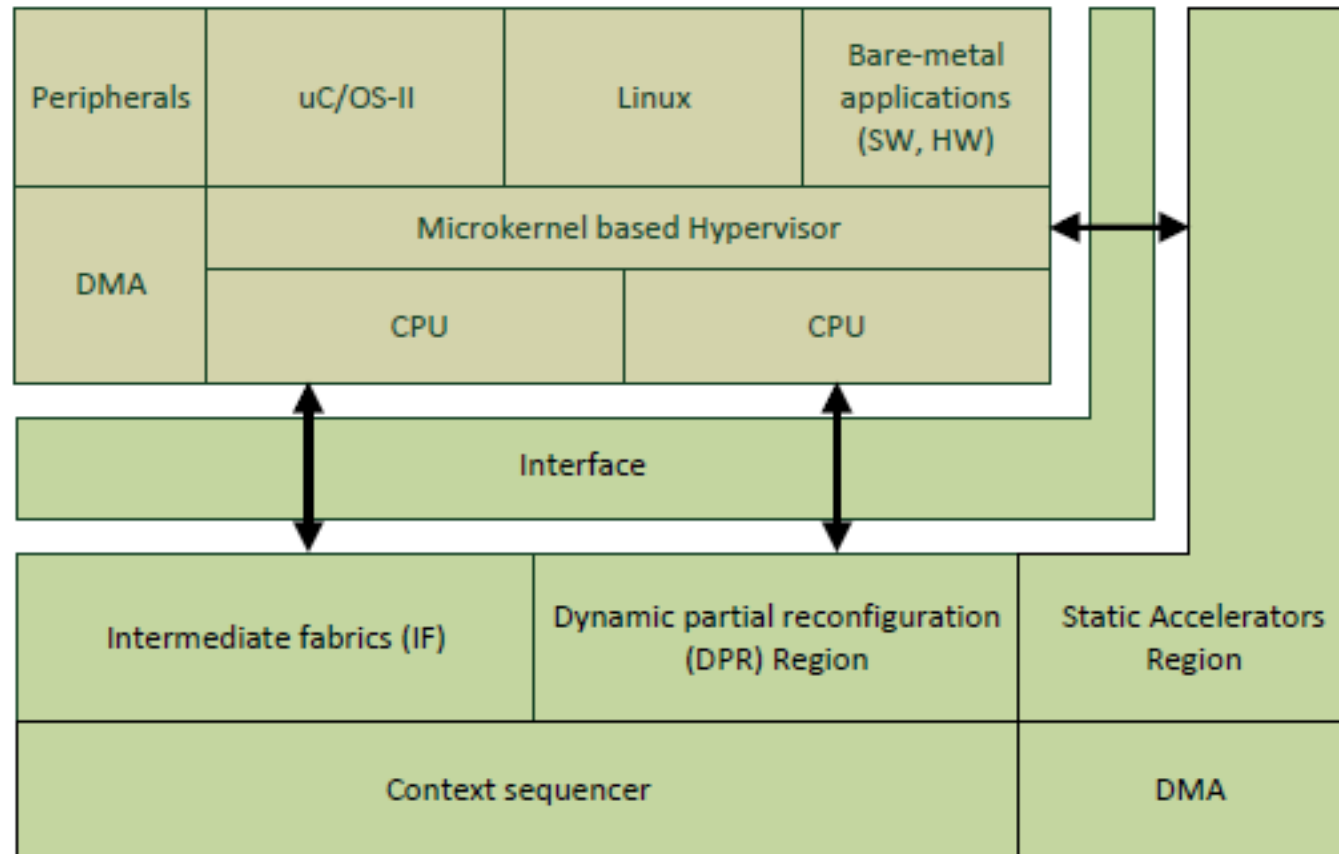 Peripherals
uC/OS-II
Linux
Bare-metal
applications
(SW, HW)
DMA
Microkernel based Hypervisor
CPU
CPU
Interface
Intermediate fabrics (IF)
Dynamic partial reconfiguration
(DPR) Region
Static Accelerators
Region
Context sequencer
DMA